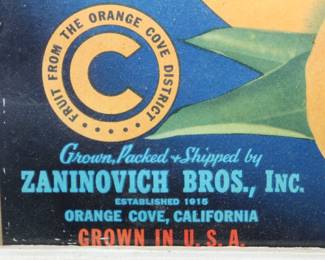 FRUIT FROM THE ORANGE COVE DISTRICT
C
Grown, Packed & Shipped by
ZANINOVICH BROS., INC.
ESTABLISHED 1915
ORANGE COVE, CALIFORNIA
GROWN IN U. S. A.